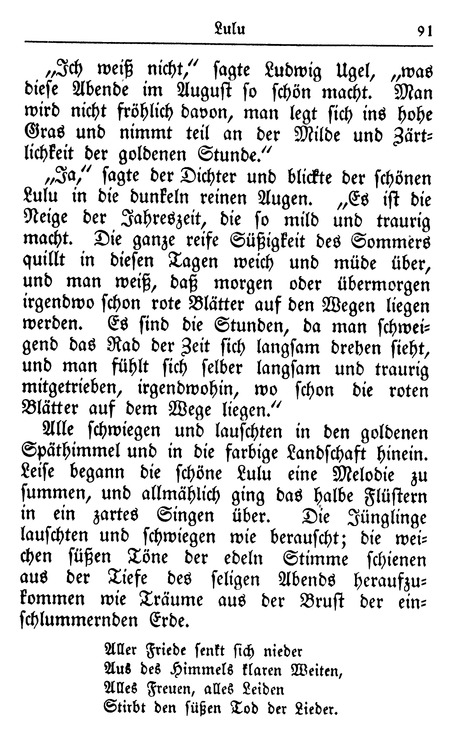 Lulu 91
„Ich weiß nicht,“ sagte Ludwig Ugel, „was
diese Abende im August so schön macht. Man
wird nicht fröhlich davon, man legt sich ins hohe
Gras und nimmt teil an der Milde und Zärt-
lichkeit der goldenen Stunde.“
„Ja,“ sagte der Dichter und blickte der schönen
Lulu in die dunkeln reinen Augen. „Es ist die
Neige der Jahreszeit, die so mild und traurig
macht. Die ganze reife Süßigkeit des Sommers
quillt in diesen Tagen weich und müde über,
und man weiß, daß morgen oder übermorgen
irgendwo schon rote Blätter auf den Wegen liegen
werden. Es sind die Stunden, da man schwei-
gend das Rad der Zeit sich langsam drehen sieht,
und man fühlt sich selber langsam und traurig
mitgetrieben, irgendwohin, wo schon die roten
Blätter auf dem Wege liegen.“
Alle schwiegen und lauschten in den goldenen
Späthimmel und in die farbige Landschaft hinein.
Leise begann die schöne Lulu eine Melodie zu
summen, und allmählich ging das halbe Flüstern
in ein zartes Singen über. Die Jünglinge
lauschten und schwiegen wie berauscht; die wei-
chen süßen Töne der edeln Stimme schienen
aus der Tiefe des seligen Abends heraufzu-
kommen wie Träume aus der Brust der ein-
schlummernden Erde.
Aller Friede senkt sich nieder
Aus des Himmels klaren Weiten,
Alles Freuen, alles Leiden
Stirbt den süßen Tod der Lieder.